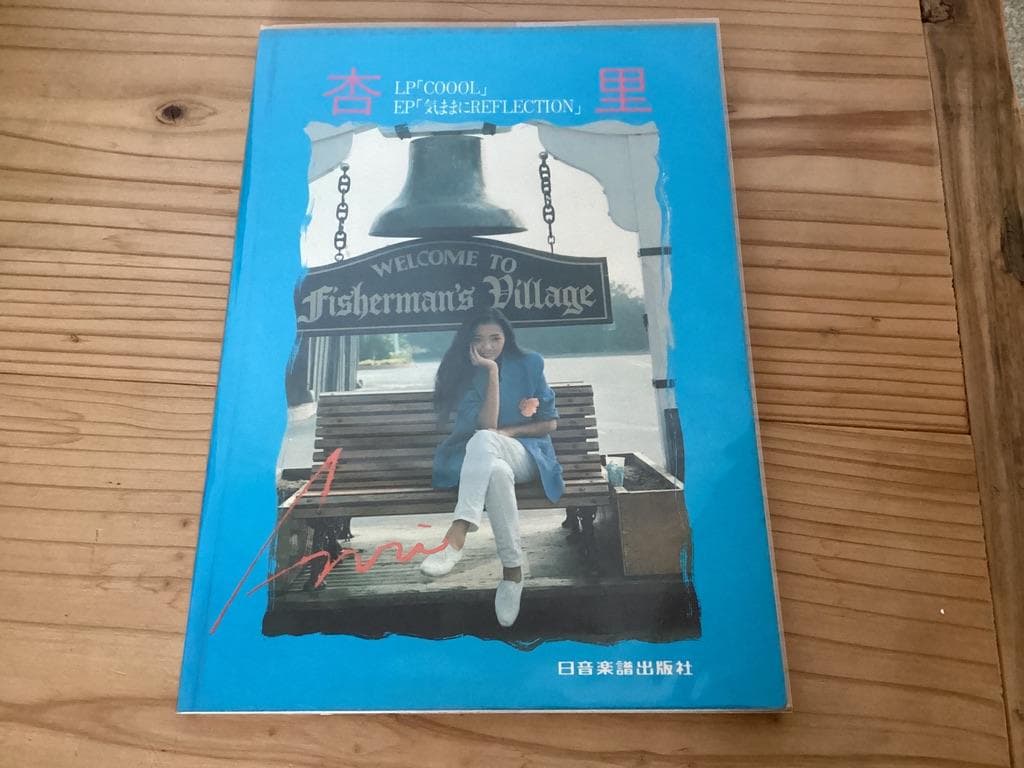 杏里
LP「COOOL」
EP「気ままにREFLECTION」
WELCOME TO
Fisherman's Village
Anri
日音楽譜出版社